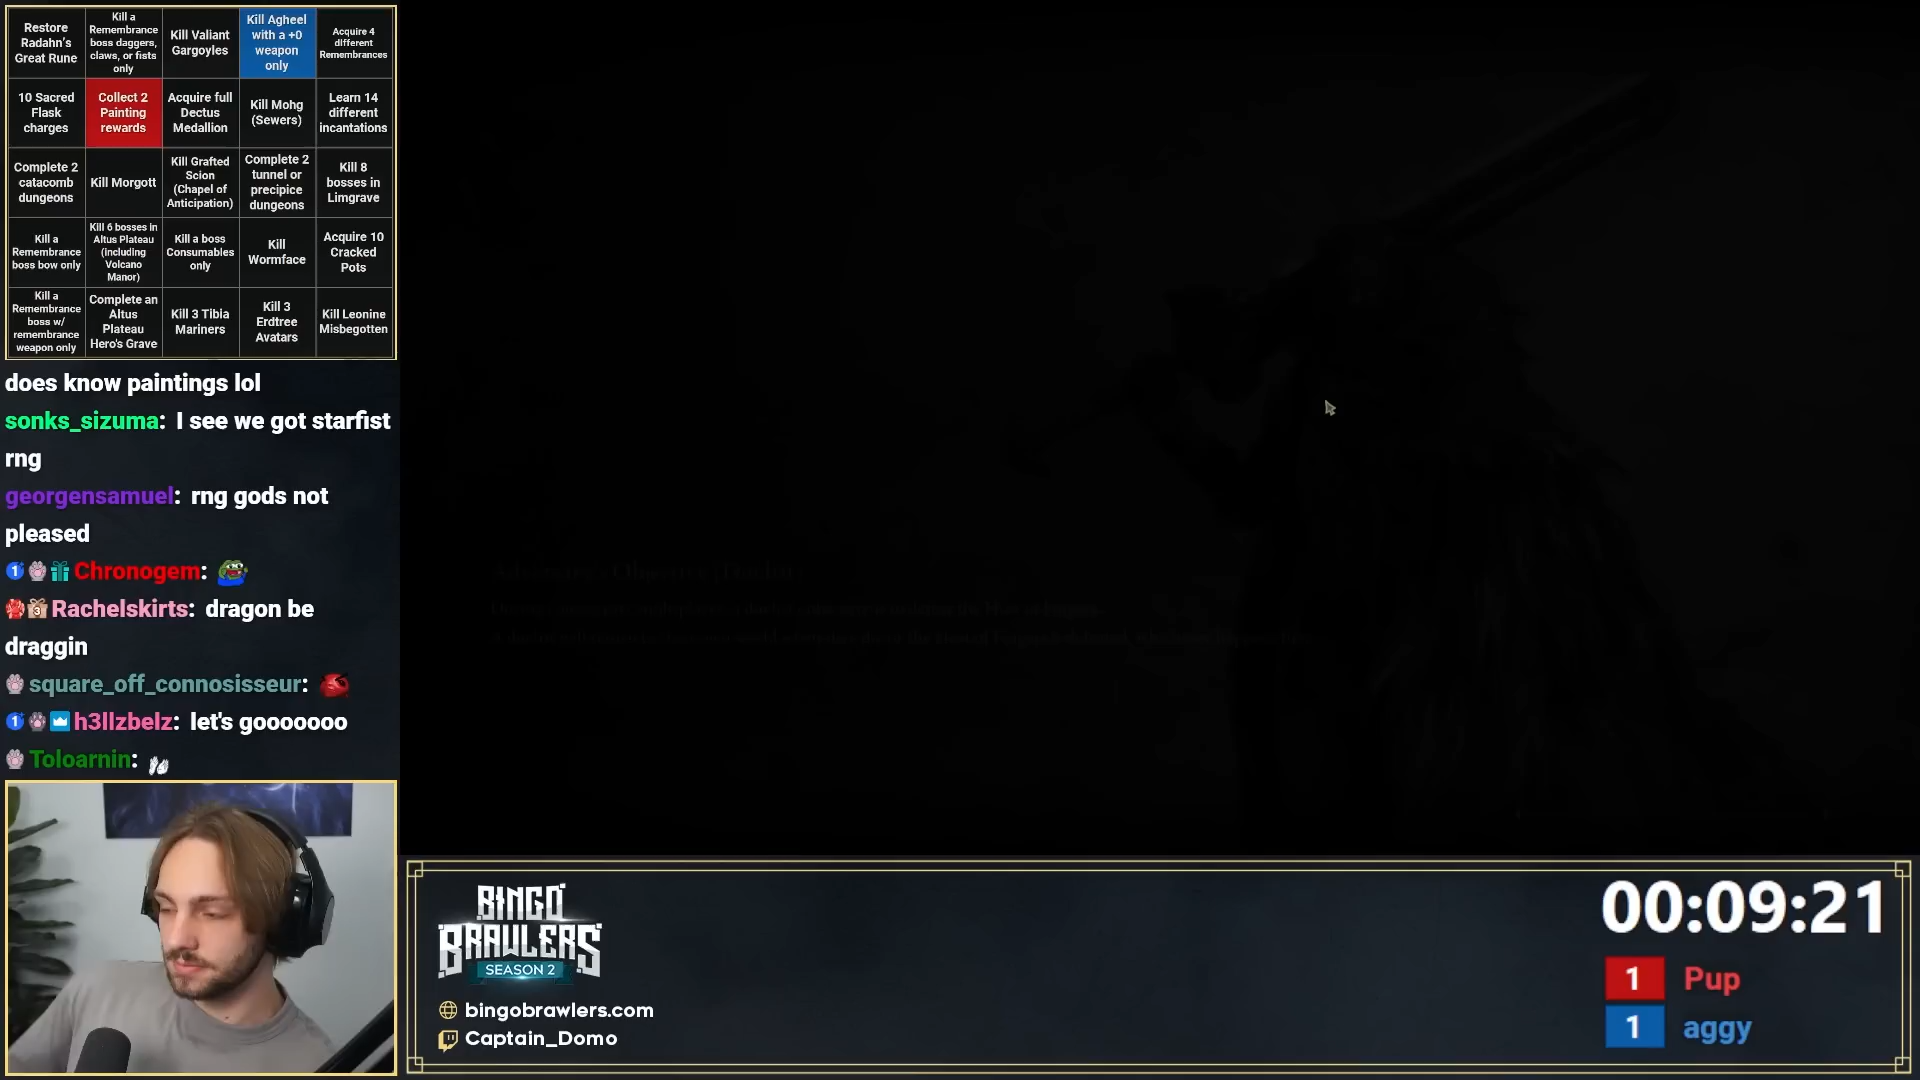 Restore
Radahn's
Great Rune
Kill a
Remembrance
boss daggers,
claws, or fists
only
Kill Valiant
Gargoyles
Kill Agheel
with a +0
weapon
only
Acquire 4
different
Remembrances
10 Sacred
Flask
charges
Collect 2
Painting
rewards
Acquire full
Dectus
Medallion
Kill Mohg
(Sewers)
Learn 14
different
incantations
Complete 2
catacomb
dungeons
Kill Morgott
Kill Grafted
Scion
(Chapel of
Anticipation)
Complete 2
tunnel or
precipice
dungeons
Kill 8
bosses in
Limgrave
Kill a
Remembrance
boss bow only
Kill 6 bosses in
Altus Plateau
(including
Volcano
Manor)
Kill a boss
Consumables
only
Kill
Wormface
Acquire 10
Cracked
Pots
Kill a
Remembrance
boss w/
remembrance
weapon only
Complete an
Altus
Plateau
Hero's Grave
Kill 3 Tibia
Mariners
Kill 3
Erdtree
Avatars
Kill Leonine
Misbegotten
does know paintings lol
sonks_sizuma: I see we got starfist
rng
georgensamuel: rng gods not
pleased
1 Chronogem:
3 Rachelskirts: dragon be
draggin
square_off_connosisseur:
1 h3llzbelz: let's gooooooo
Toloarnin:
BINGO
BRAWLERS
SEASON 2
bingobrawlers.com
Captain_Domo
00:09:21
1 Pup
1 aggy